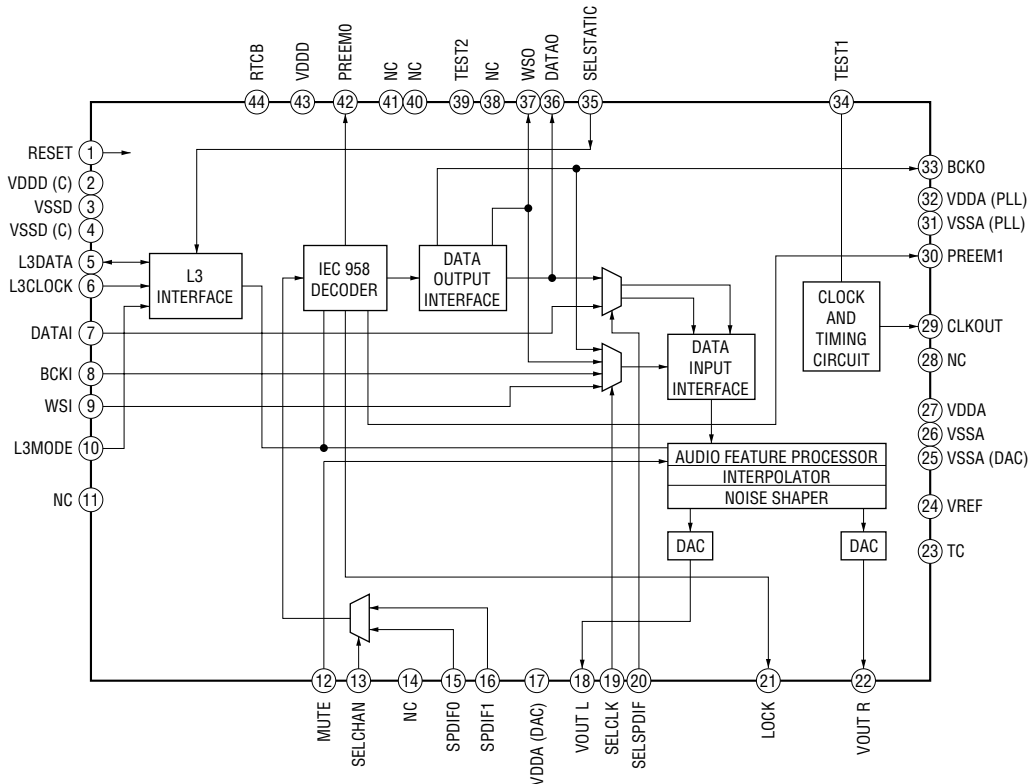 RTCB
VDDD
PREEM0
NC
NC
TEST2
NC
WSO
DATAO
SELSTATIC
TEST1
44
43
42
41
40
39
38
37
36
35
34
RESET 1
VDDD (C) 2
VSSD 3
VSSD (C) 4
L3DATA 5
L3CLOCK 6
DATAI 7
BCKI 8
WSI 9
L3MODE 10
NC 11
L3
INTERFACE
IEC 958
DECODER
DATA
OUTPUT
INTERFACE
DATA
INPUT
INTERFACE
CLOCK
AND
TIMING
CIRCUIT
AUDIO FEATURE PROCESSOR
INTERPOLATOR
NOISE SHAPER
DAC
DAC
33 BCKO
32 VDDA (PLL)
31 VSSA (PLL)
30 PREEM1
29 CLKOUT
28 NC
27 VDDA
26 VSSA
25 VSSA (DAC)
24 VREF
23 TC
12
13
14
15
16
17
18
19
20
21
22
MUTE
SELCHAN
NC
SPDIF0
SPDIF1
VDDA (DAC)
VOUT L
SELCLK
SELSPDIF
LOCK
VOUT R